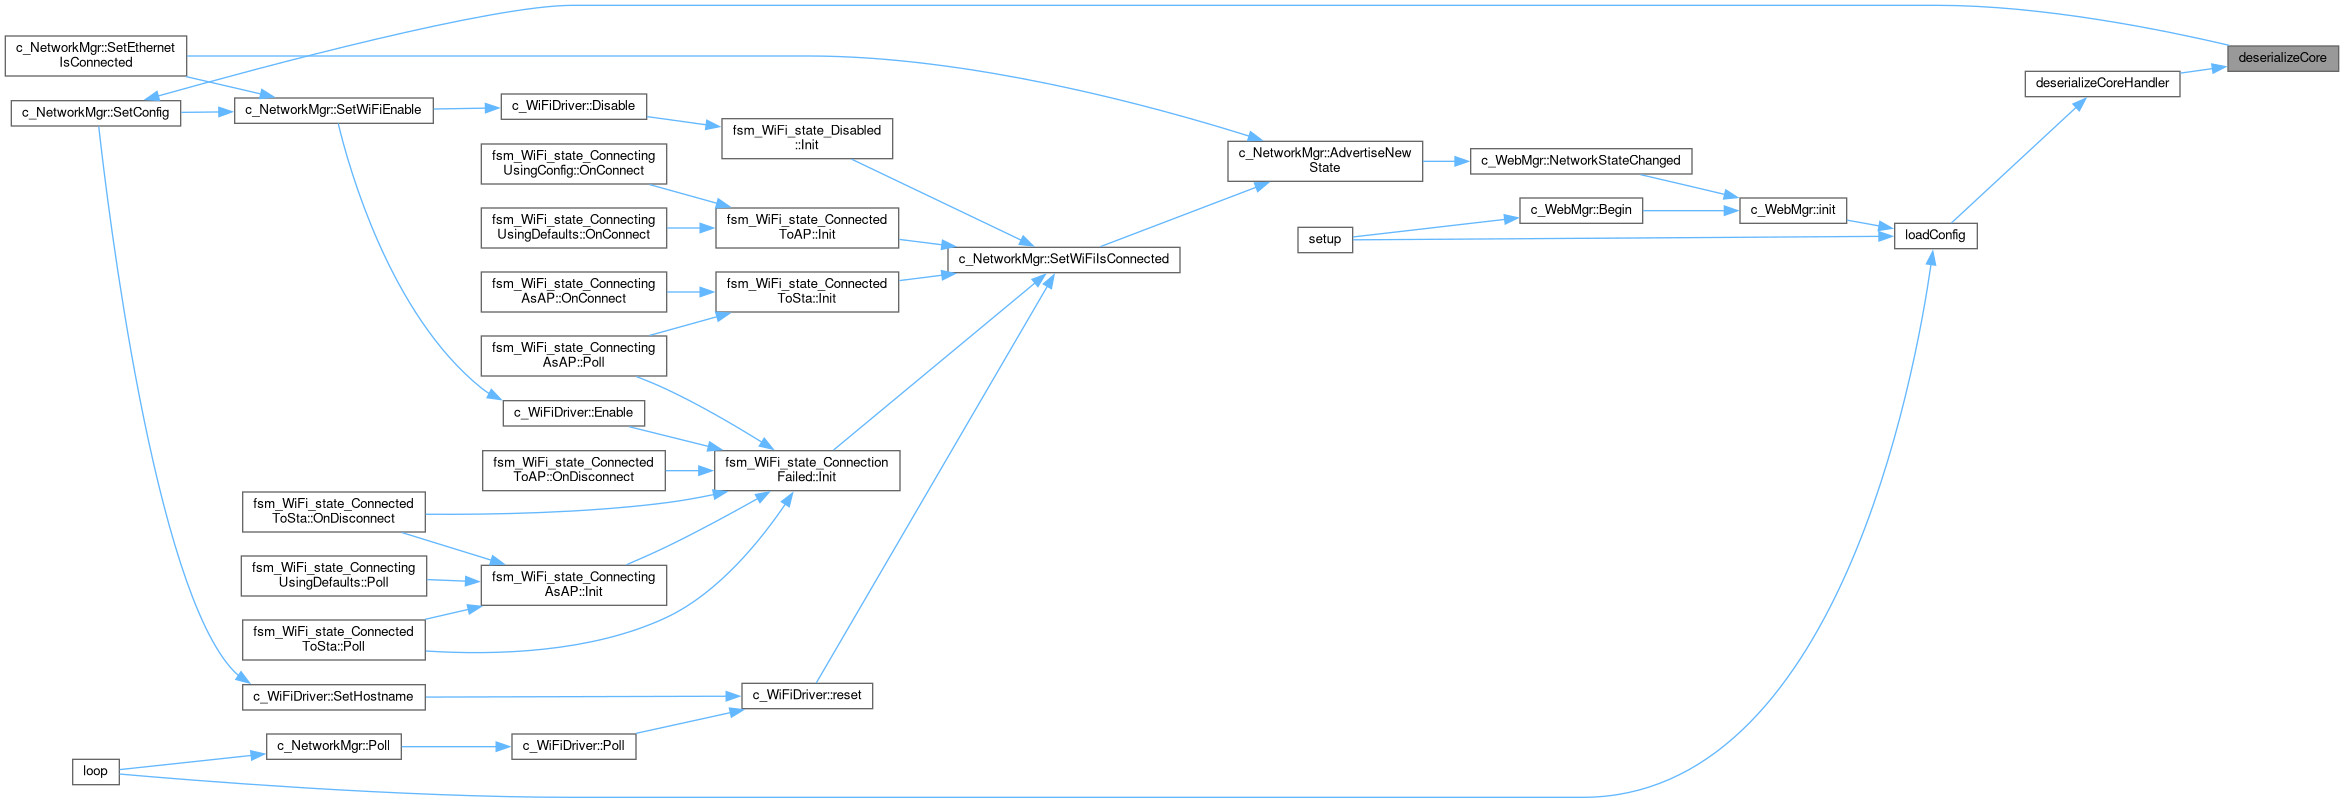 c_NetworkMgr::SetEthernet
IsConnected
c_NetworkMgr::SetConfig
c_NetworkMgr::SetWiFiEnable
c_WiFiDriver::Disable
fsm_WiFi_state_Disabled
::Init
fsm_WiFi_state_Connecting
UsingConfig::OnConnect
fsm_WiFi_state_Connecting
UsingDefaults::OnConnect
fsm_WiFi_state_Connected
ToAP::Init
fsm_WiFi_state_Connecting
AsAP::OnConnect
fsm_WiFi_state_Connected
ToSta::Init
fsm_WiFi_state_Connecting
AsAP::Poll
c_WiFiDriver::Enable
fsm_WiFi_state_Connected
ToAP::OnDisconnect
fsm_WiFi_state_Connection
Failed::Init
fsm_WiFi_state_Connected
ToSta::OnDisconnect
fsm_WiFi_state_Connecting
UsingDefaults::Poll
fsm_WiFi_state_Connecting
AsAP::Init
fsm_WiFi_state_Connected
ToSta::Poll
c_WiFiDriver::SetHostname
c_WiFiDriver::reset
c_NetworkMgr::Poll
c_WiFiDriver::Poll
loop
c_NetworkMgr::SetWiFiIsConnected
c_NetworkMgr::AdvertiseNew
State
c_WebMgr::NetworkStateChanged
c_WebMgr::Begin
setup
c_WebMgr::init
loadConfig
deserializeCoreHandler
deserializeCore